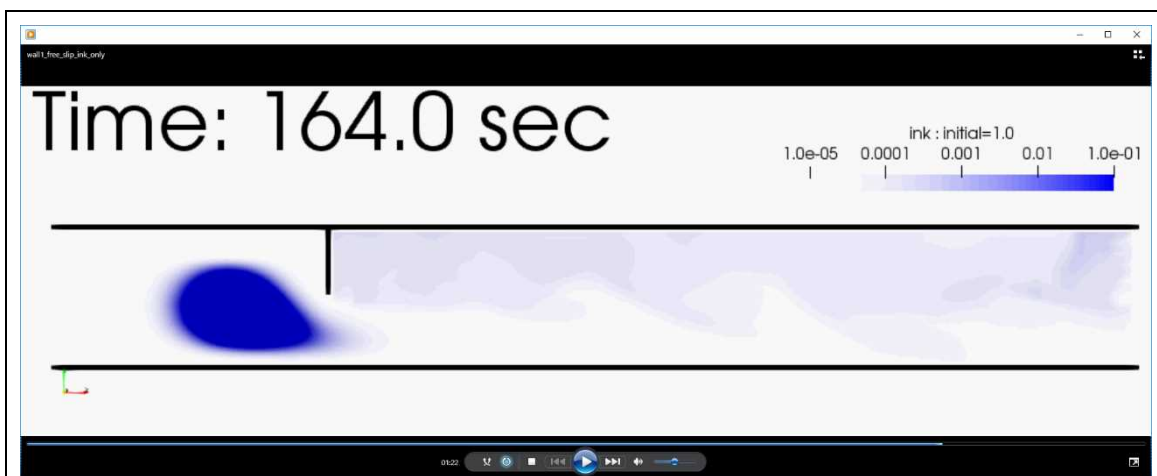 wall1_free_slip_ink_only
Time: 164.0 sec
ink : initial=1.0
1.0e-05 0.0001 0.001 0.01 1.0e-01
01:22